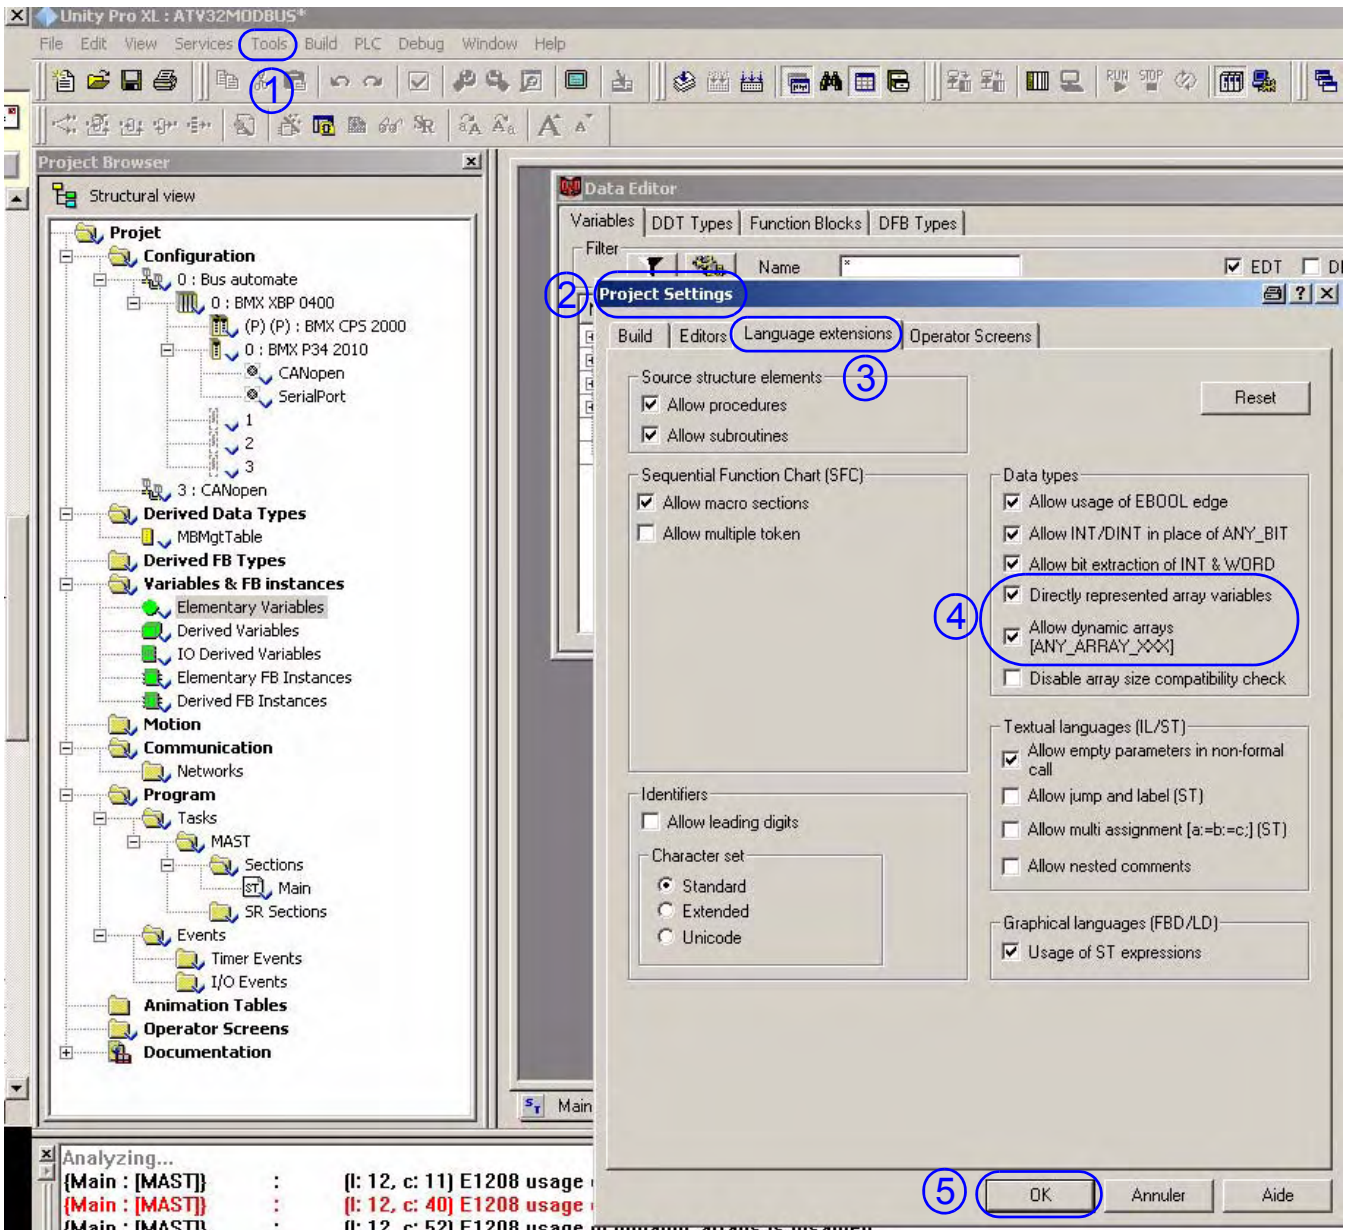 Unity Pro XL : ATV32MODBUS*
File Edit View Services Tools Build PLC Debug Window Help
1
RUN STOP
Project Browser
Structural view
Projet
Configuration
0 : Bus automate
0 : BMX XBP 0400
(P) (P) : BMX CPS 2000
0 : BMX P34 2010
CANopen
SerialPort
1
2
3
3 : CANopen
Derived Data Types
MBMgtTable
Derived FB Types
Variables & FB instances
Elementary Variables
Derived Variables
IO Derived Variables
Elementary FB Instances
Derived FB Instances
Motion
Communication
Networks
Program
Tasks
MAST
Sections
Main
SR Sections
Events
Timer Events
I/O Events
Animation Tables
Operator Screens
Documentation
Data Editor
Variables DDT Types Function Blocks DFB Types
Filter
Name *
EDT
2 Project Settings
Build Editors Language extensions Operator Screens
3
Source structure elements
Allow procedures
Allow subroutines
Reset
Sequential Function Chart (SFC)
Allow macro sections
Allow multiple token
Data types
Allow usage of EBOOL edge
Allow INT/DINT in place of ANY_BIT
Allow bit extraction of INT & WORD
4
Directly represented array variables
Allow dynamic arrays
[ANY_ARRAY_XXX]
Disable array size compatibility check
Textual languages (IL/ST)
Allow empty parameters in non-formal
call
Allow jump and label (ST)
Allow multi assignment [a:=b:=c;] (ST)
Allow nested comments
Identifiers
Allow leading digits
Character set
Standard
Extended
Unicode
Graphical languages (FBD/LD)
Usage of ST expressions
Main
5 OK Annuler Aide
Analyzing...
{Main : [MAST]} : (l: 12, c: 11) E1208 usage
{Main : [MAST]} : (l: 12, c: 40) E1208 usage
{Main : [MAST]} : (l: 12, c: 52) E1208 usage